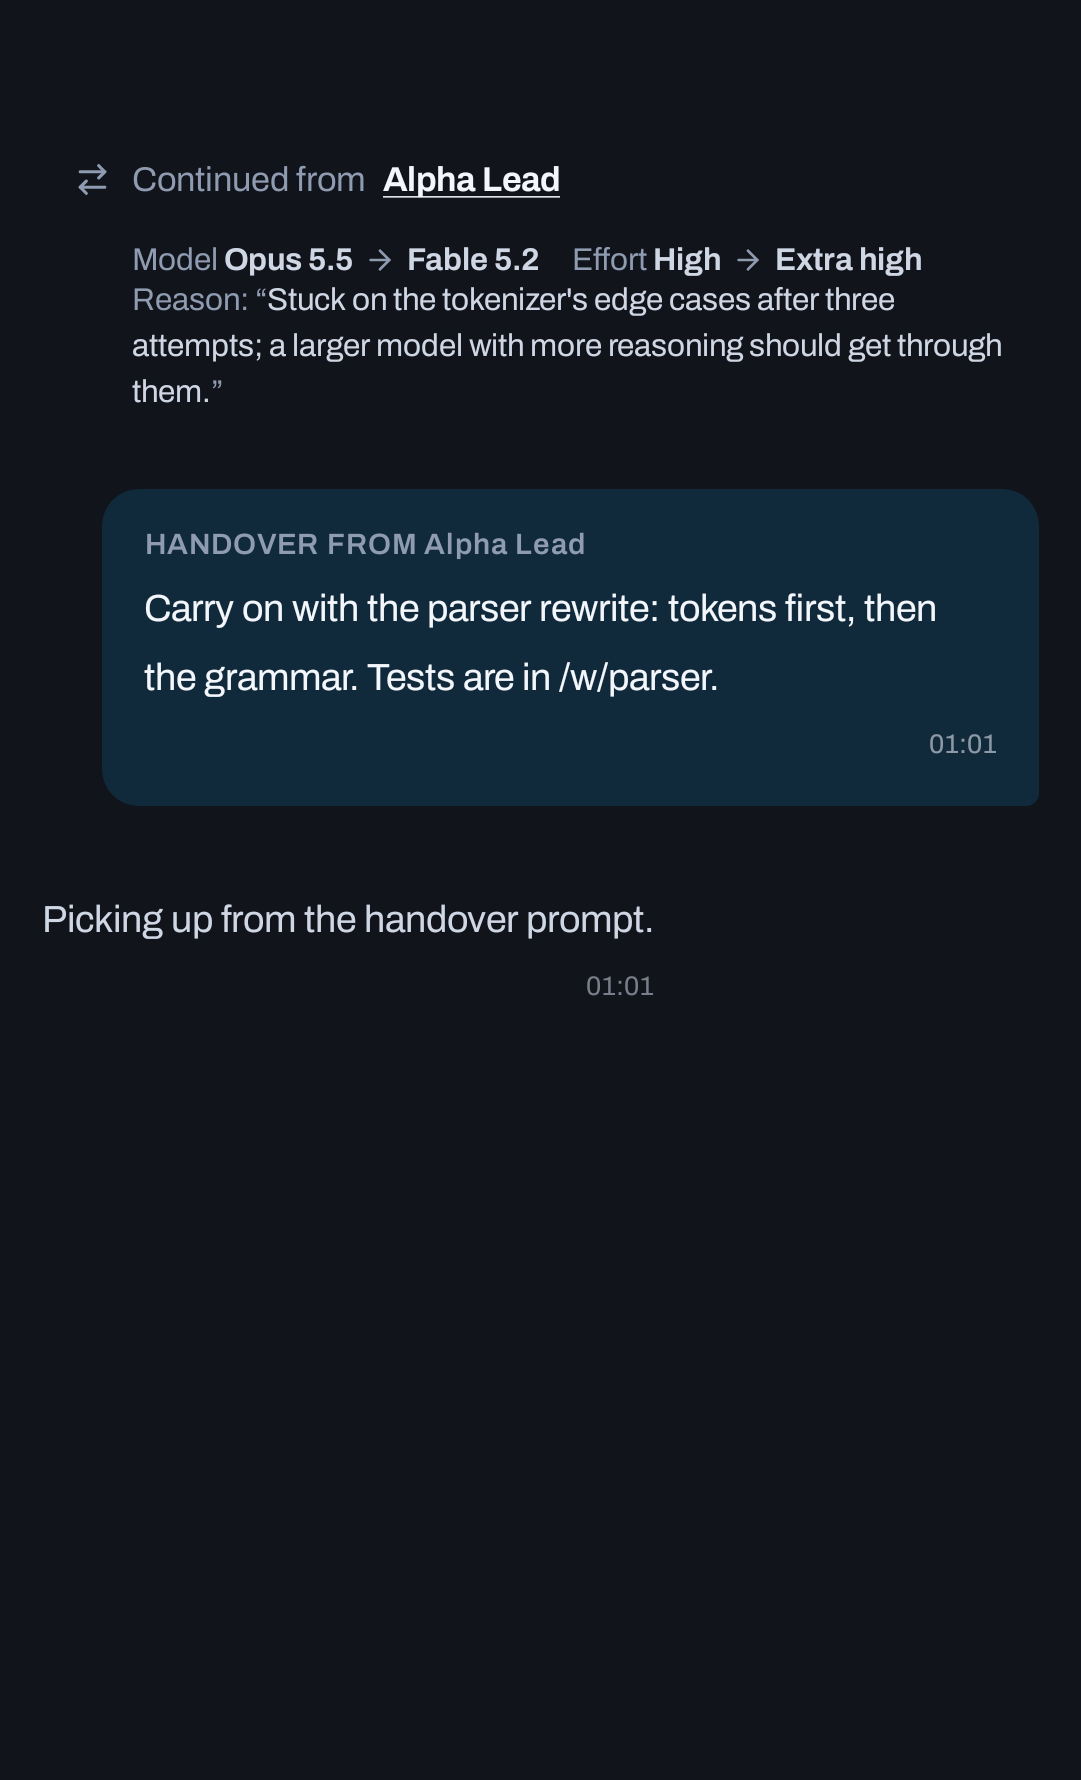 Continued from Alpha Lead
Model Opus 5.5 → Fable 5.2 Effort High → Extra high
Reason: “Stuck on the tokenizer's edge cases after three
attempts; a larger model with more reasoning should get through
them.”
HANDOVER FROM Alpha Lead
Carry on with the parser rewrite: tokens first, then
the grammar. Tests are in /w/parser.
01:01
Picking up from the handover prompt.
01:01